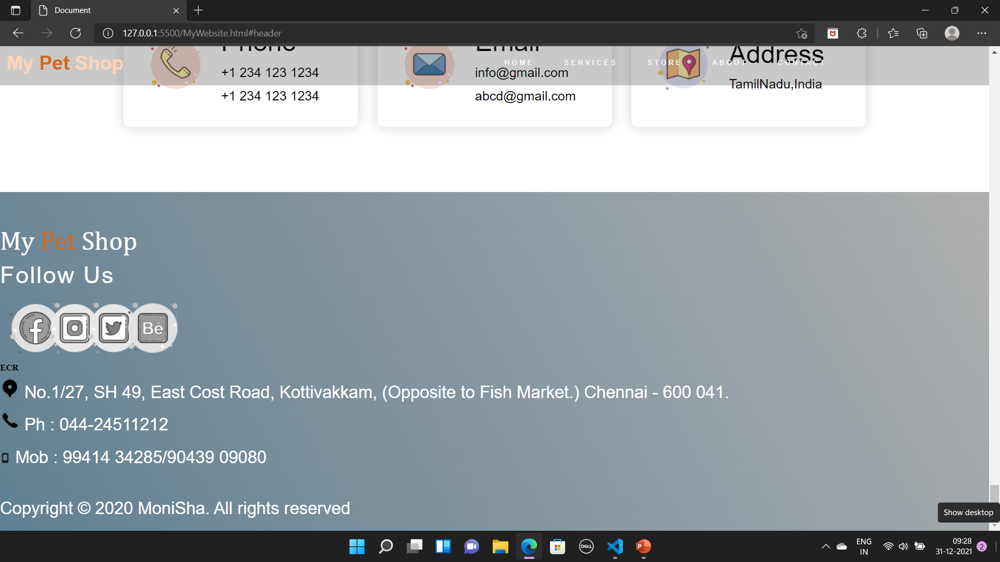 Document
127.0.0.1:5500/MyWebsite.html#header
My Pet Shop
HOME SERVICES STORE ABOUT CONTACT
Phone
+1 234 123 1234
+1 234 123 1234
Email
info@gmail.com
abcd@gmail.com
Address
TamilNadu,India
My Pet Shop
Follow Us
Bē
ECR
No.1/27, SH 49, East Cost Road, Kottivakkam, (Opposite to Fish Market.) Chennai - 600 041.
Ph : 044-24511212
Mob : 99414 34285/90439 09080
Copyright © 2020 MoniSha. All rights reserved
Show desktop
DELL
P
ENG
IN
09:28
31-12-2021
2